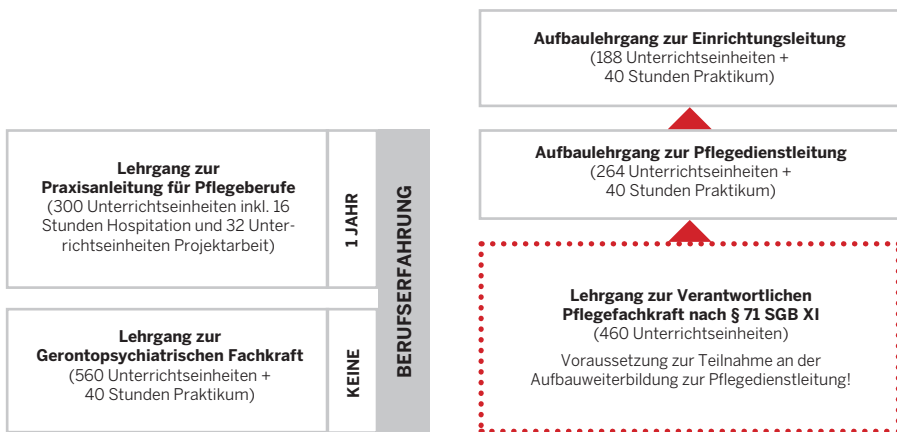 Lehrgang zur
Praxisanleitung für Pflegeberufe
(300 Unterrichtseinheiten inkl. 16
Stunden Hospitation und 32 Unter-
richtseinheiten Projektarbeit)
1 JAHR
Lehrgang zur
Gerontopsychiatrischen Fachkraft
(560 Unterrichtseinheiten +
40 Stunden Praktikum)
KEINE
BERUFSERFAHRUNG
Aufbaulehrgang zur Einrichtungsleitung
(188 Unterrichtseinheiten +
40 Stunden Praktikum)
Aufbaulehrgang zur Pflegedienstleitung
(264 Unterrichtseinheiten +
40 Stunden Praktikum)
Lehrgang zur Verantwortlichen
Pflegefachkraft nach § 71 SGB XI
(460 Unterrichtseinheiten)
Voraussetzung zur Teilnahme an der
Aufbauweiterbildung zur Pflegedienstleitung!